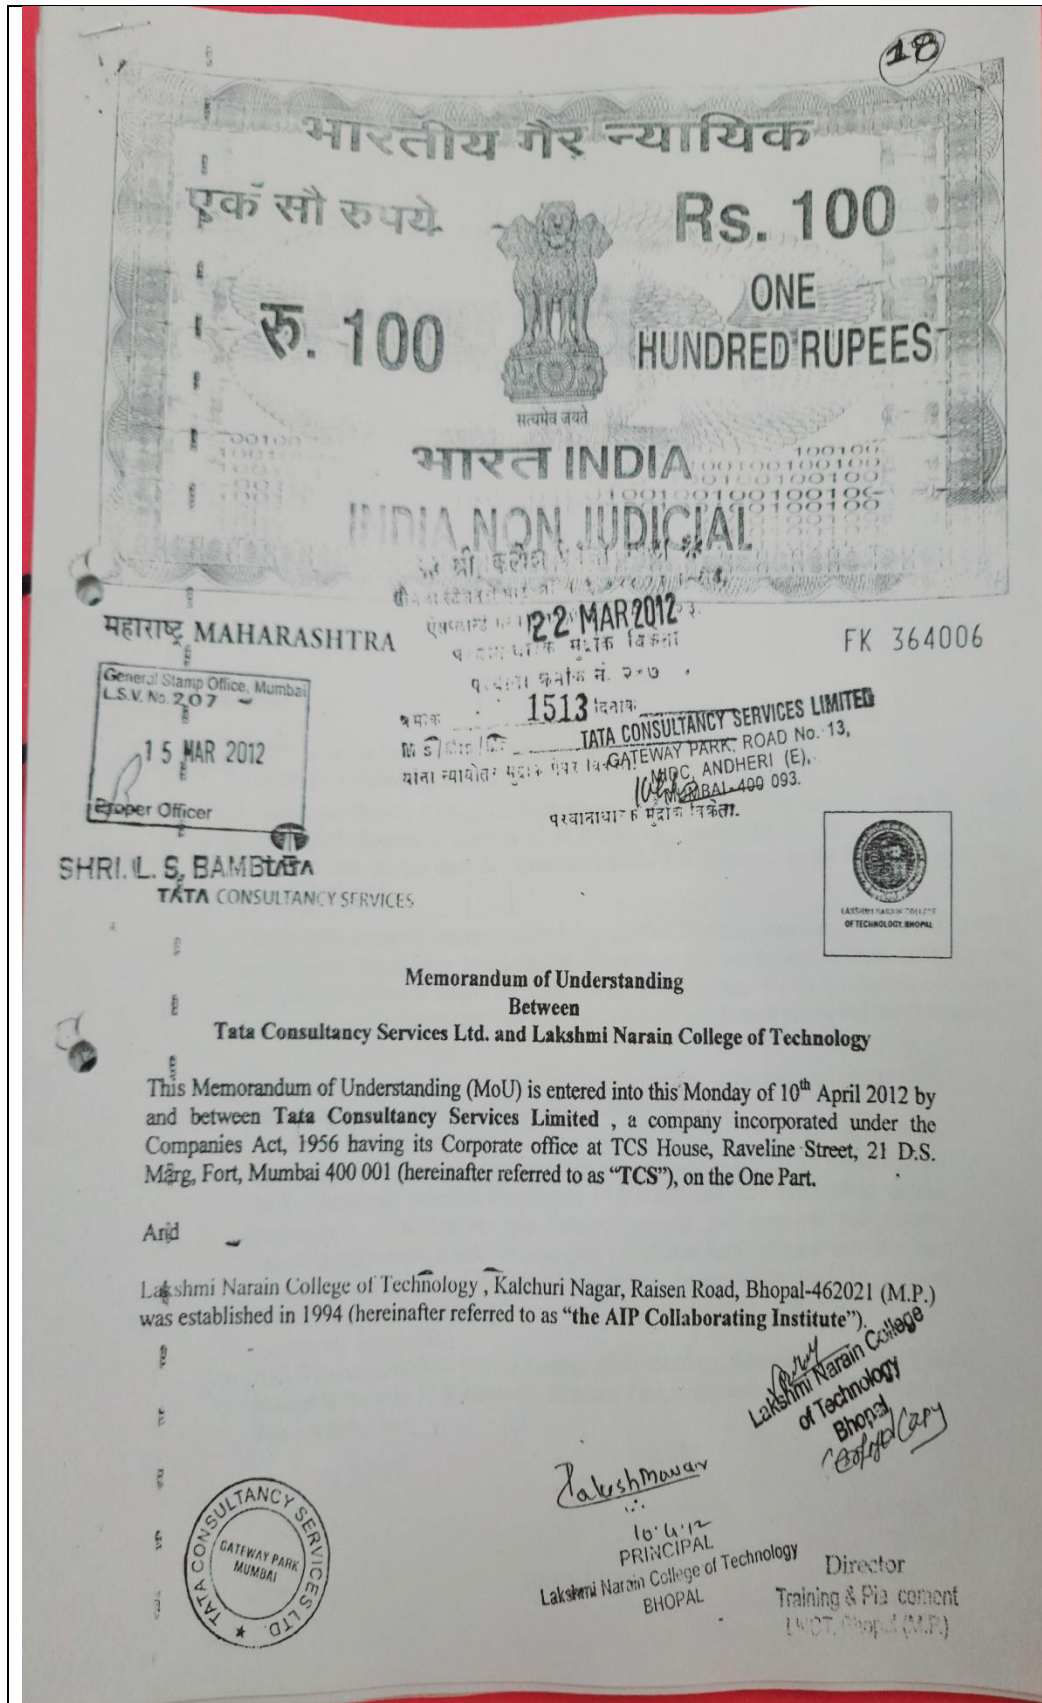 18
भारतीय गैर न्यायिक
एक सौ रुपये
Rs. 100
रु. 100
ONE
HUNDRED RUPEES
सत्यमेव जयते
भारत INDIA
INDIA NON JUDICIAL
श्री
22 MAR 2012
महाराष्ट्र MAHARASHTRA
FK 364006
General Stamp Office, Mumbai
L.S.V. No. 207
15 MAR 2012
Proper Officer
1513 दिनांक
TATA CONSULTANCY SERVICES LIMITED
GATEWAY PARK, ROAD No. 13,
MIDC, ANDHERI (E),
MUMBAI-400 093.
SHRI. L. S.
TATA
TATA CONSULTANCY SERVICES
LAKSHMI NARAIN COLLEGE
OF TECHNOLOGY, BHOPAL
Memorandum of Understanding
Between
Tata Consultancy Services Ltd. and Lakshmi Narain College of Technology
This Memorandum of Understanding (MoU) is entered into this Monday of 10th April 2012 by
and between Tata Consultancy Services Limited , a company incorporated under the
Companies Act, 1956 having its Corporate office at TCS House, Raveline Street, 21 D.S.
Marg, Fort, Mumbai 400 001 (hereinafter referred to as “TCS”), on the One Part.
And
Lakshmi Narain College of Technology , Kalchuri Nagar, Raisen Road, Bhopal-462021 (M.P.)
was established in 1994 (hereinafter referred to as “the AIP Collaborating Institute”).
Lakshmi Narain College
of Technology
Bhopal
Copy
10.4.12
PRINCIPAL
Lakshmi Narain College of Technology
BHOPAL
Director
Training & Placement
LNCT, Bhopal (M.P.)
TATA CONSULTANCY SERVICES LTD.
GATEWAY PARK
MUMBAI